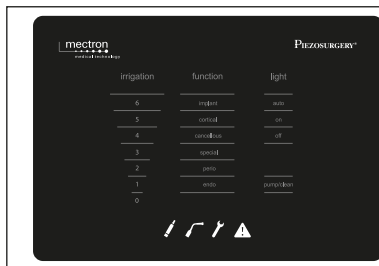 mectron
medical technology
PIEZOSURGERY®
irrigation function light
6 implant auto
5 cortical on
4 cancellous off
3 special
2 perio
1 endo pump/clean
0